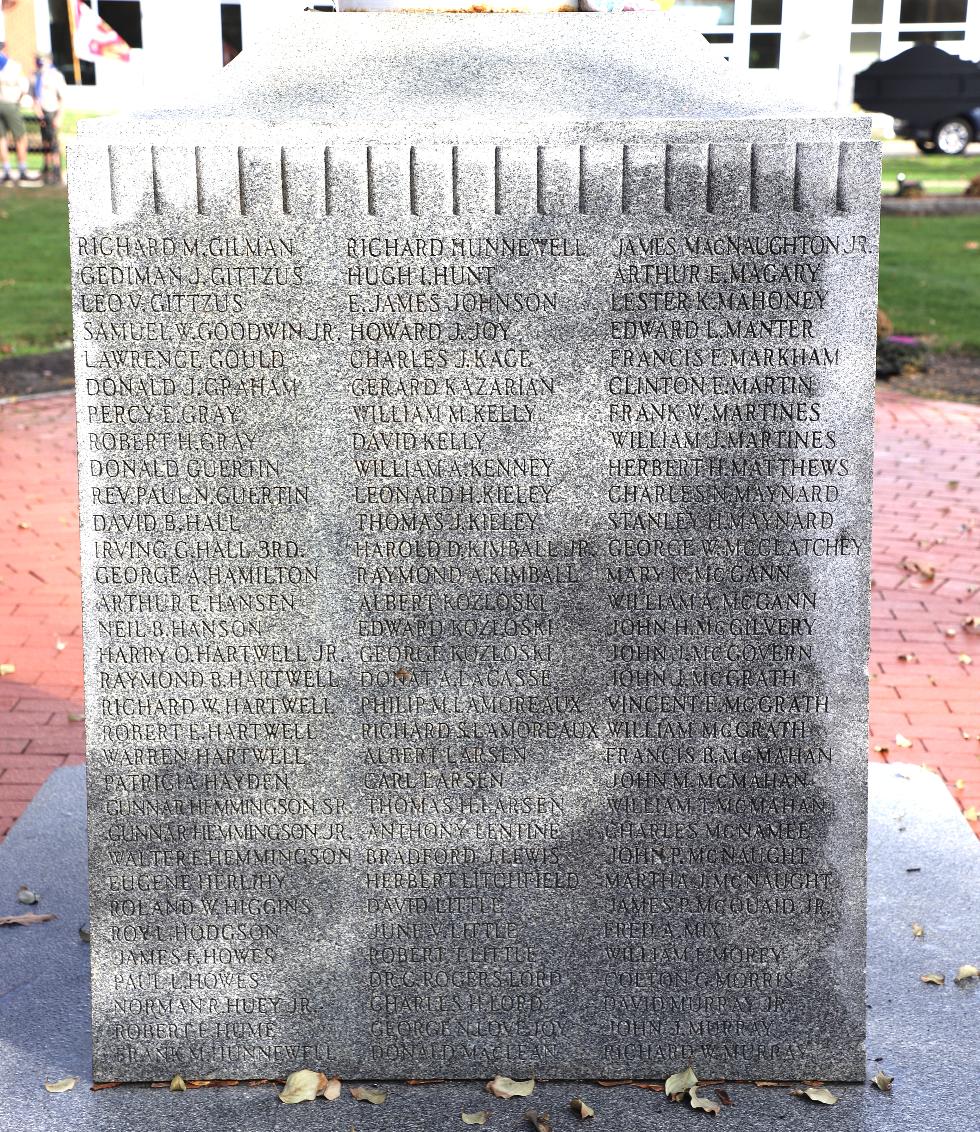 RICHARD M. GILMAN
GEDIMAN J. GITTZUS
LEO V. GITTZUS
SAMUEL W. GOODWIN JR.
LAWRENCE GOULD
DONALD J. GRAHAM
PERCY E. GRAY
ROBERT H. GRAY
DONALD GUERTIN
REV. PAUL N. GUERTIN
DAVID B. HALL
IRVING G. HALL 3RD.
GEORGE A. HAMILTON
ARTHUR E. HANSEN
NEIL B. HANSON
HARRY O. HARTWELL JR.
RAYMOND B. HARTWELL
RICHARD W. HARTWELL
ROBERT E. HARTWELL
WARREN HARTWELL
PATRICIA HAYDEN
GUNNAR HEMMINGSON SR.
GUNNAR HEMMINGSON JR.
WALTER E. HEMMINGSON
EUGENE HERLIHY
ROLAND W. HIGGINS
ROY L. HODGSON
JAMES F. HOWES
PAUL L. HOWES
NORMAN R. HUEY JR.
ROBERT F. HUME
FRANK M. HUNNEWELL
RICHARD HUNNEWELL
HUGH I. HUNT
E. JAMES JOHNSON
HOWARD J. JOY
CHARLES J. KAGE
GERARD KAZARIAN
WILLIAM M. KELLY
DAVID KELLY
WILLIAM A. KENNEY
LEONARD H. KIELEY
THOMAS J. KIELEY
HAROLD D. KIMBALL JR.
RAYMOND A. KIMBALL
ALBERT KOZLOSKI
EDWARD KOZLOSKI
GEORGE KOZLOSKI
DONAT A. LACASSE
PHILIP M. LAMOREAUX
RICHARD S. LAMOREAUX
ALBERT LARSEN
CARL LARSEN
THOMAS H. LARSEN
ANTHONY LENTINE
BRADFORD J. LEWIS
HERBERT LITCHFIELD
DAVID LITTLE
JUNE V. LITTLE
ROBERT T. LITTLE
DR. G. ROGERS LORD
CHARLES H. LORD
GEORGE N. LOVEJOY
DONALD MACLEAN
JAMES MACNAUGHTON JR.
ARTHUR E. MAGARY
LESTER K. MAHONEY
EDWARD L. MANTER
FRANCIS E. MARKHAM
CLINTON E. MARTIN
FRANK W. MARTINES
WILLIAM J. MARTINES
HERBERT H. MATTHEWS
CHARLES N. MAYNARD
STANLEY H. MAYNARD
GEORGE W. MCCLATCHEY
MARY K. MCGANN
WILLIAM A. MCGANN
JOHN H. MCGILVERY
JOHN J. MCGOVERN
JOHN J. MCGRATH
VINCENT E. MCGRATH
WILLIAM MCGRATH
FRANCIS B. MCMAHAN
JOHN M. MCMAHAN
WILLIAM T. MCMAHAN
CHARLES MCNAMEE
JOHN P. MCNAUGHT
MARTHA J. MCNAUGHT
JAMES P. MCQUAID JR.
FRED A. MIX
WILLIAM F. MOREY
COLTON G. MORRIS
DAVID MURRAY JR.
JOHN J. MURRAY
RICHARD W. MURRAY